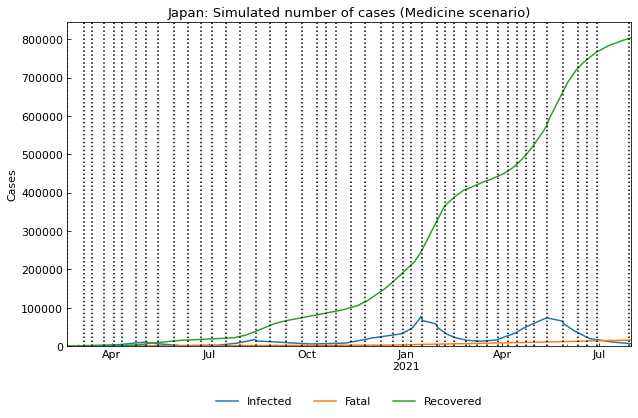 Japan: Simulated number of cases (Medicine scenario)
800000
700000
600000
500000
400000
300000
200000
100000
0
Cases
Apr Jul Oct Jan Apr Jul
2021
Infected Fatal Recovered